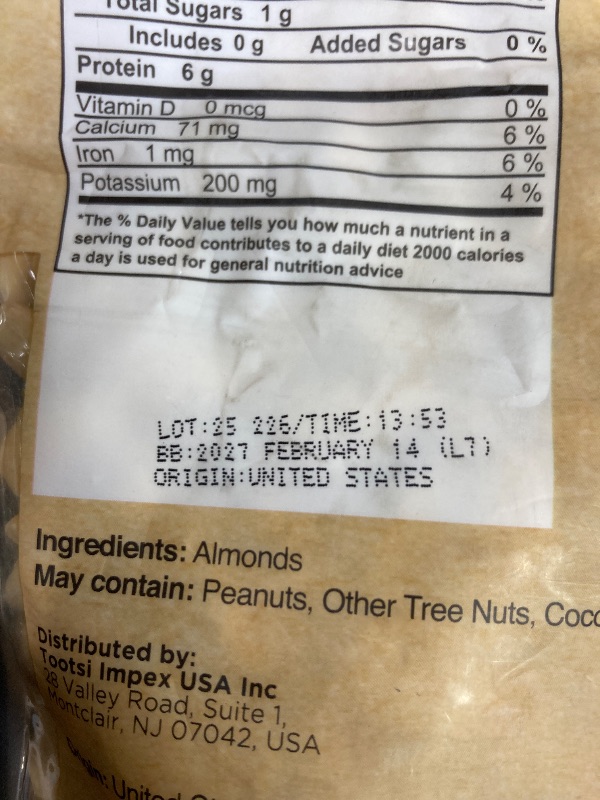 Total Sugars 1 g
Includes 0 g Added Sugars 0 %
Protein 6 g
Vitamin D 0 mcg 0 %
Calcium 71 mg 6 %
Iron 1 mg 6 %
Potassium 200 mg 4 %
*The % Daily Value tells you how much a nutrient in a
serving of food contributes to a daily diet 2000 calories
a day is used for general nutrition advice
LOT:25 226/TIME:13:53
BB:2027 FEBRUARY 14 (L7)
ORIGIN:UNITED STATES
Ingredients: Almonds
May contain: Peanuts, Other Tree Nuts,
Distributed by:
Tootsi Impex USA Inc
28 Valley Road, Suite 1,
Montclair, NJ 07042, USA